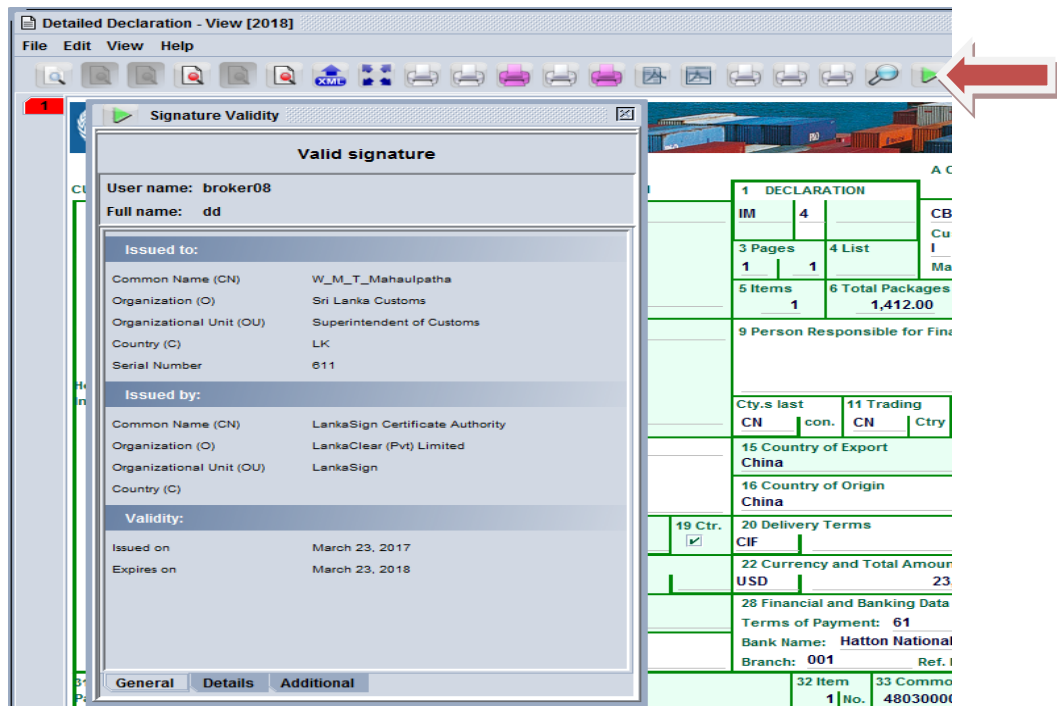 Detailed Declaration - View [2018]
File Edit View Help
XML
1
Signature Validity
Valid signature
User name: broker08
Full name: dd
Issued to:
Common Name (CN) W_M_T_Mahaulpatha
Organization (O) Sri Lanka Customs
Organizational Unit (OU) Superintendent of Customs
Country (C) LK
Serial Number 611
Issued by:
Common Name (CN) LankaSign Certificate Authority
Organization (O) LankaClear (Pvt) Limited
Organizational Unit (OU) LankaSign
Country (C)
Validity:
Issued on March 23, 2017
Expires on March 23, 2018
General Details Additional
1 DECLARATION
IM 4 CB
3 Pages 4 List
1 1
5 Items 6 Total Packages
1 1,412.00
9 Person Responsible for Fina
Cty.s last 11 Trading
CN con. CN Ctry
15 Country of Export
China
16 Country of Origin
China
19 Ctr. 20 Delivery Terms
CIF
22 Currency and Total Amoun
USD 23
28 Financial and Banking Data
Terms of Payment: 61
Bank Name: Hatton National
Branch: 001 Ref.
32 Item 33 Commo
1 No. 48030000